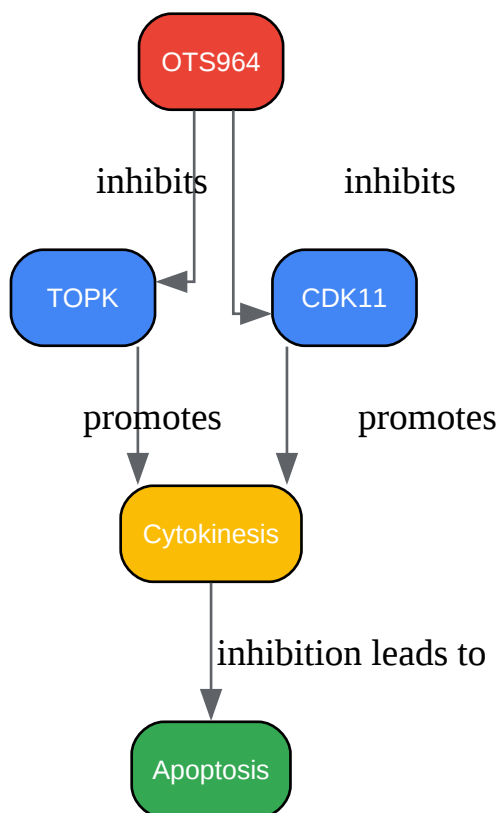 OTS964
inhibits
inhibits
TOPK
CDK11
promotes
promotes
Cytokinesis
inhibition leads to
Apoptosis